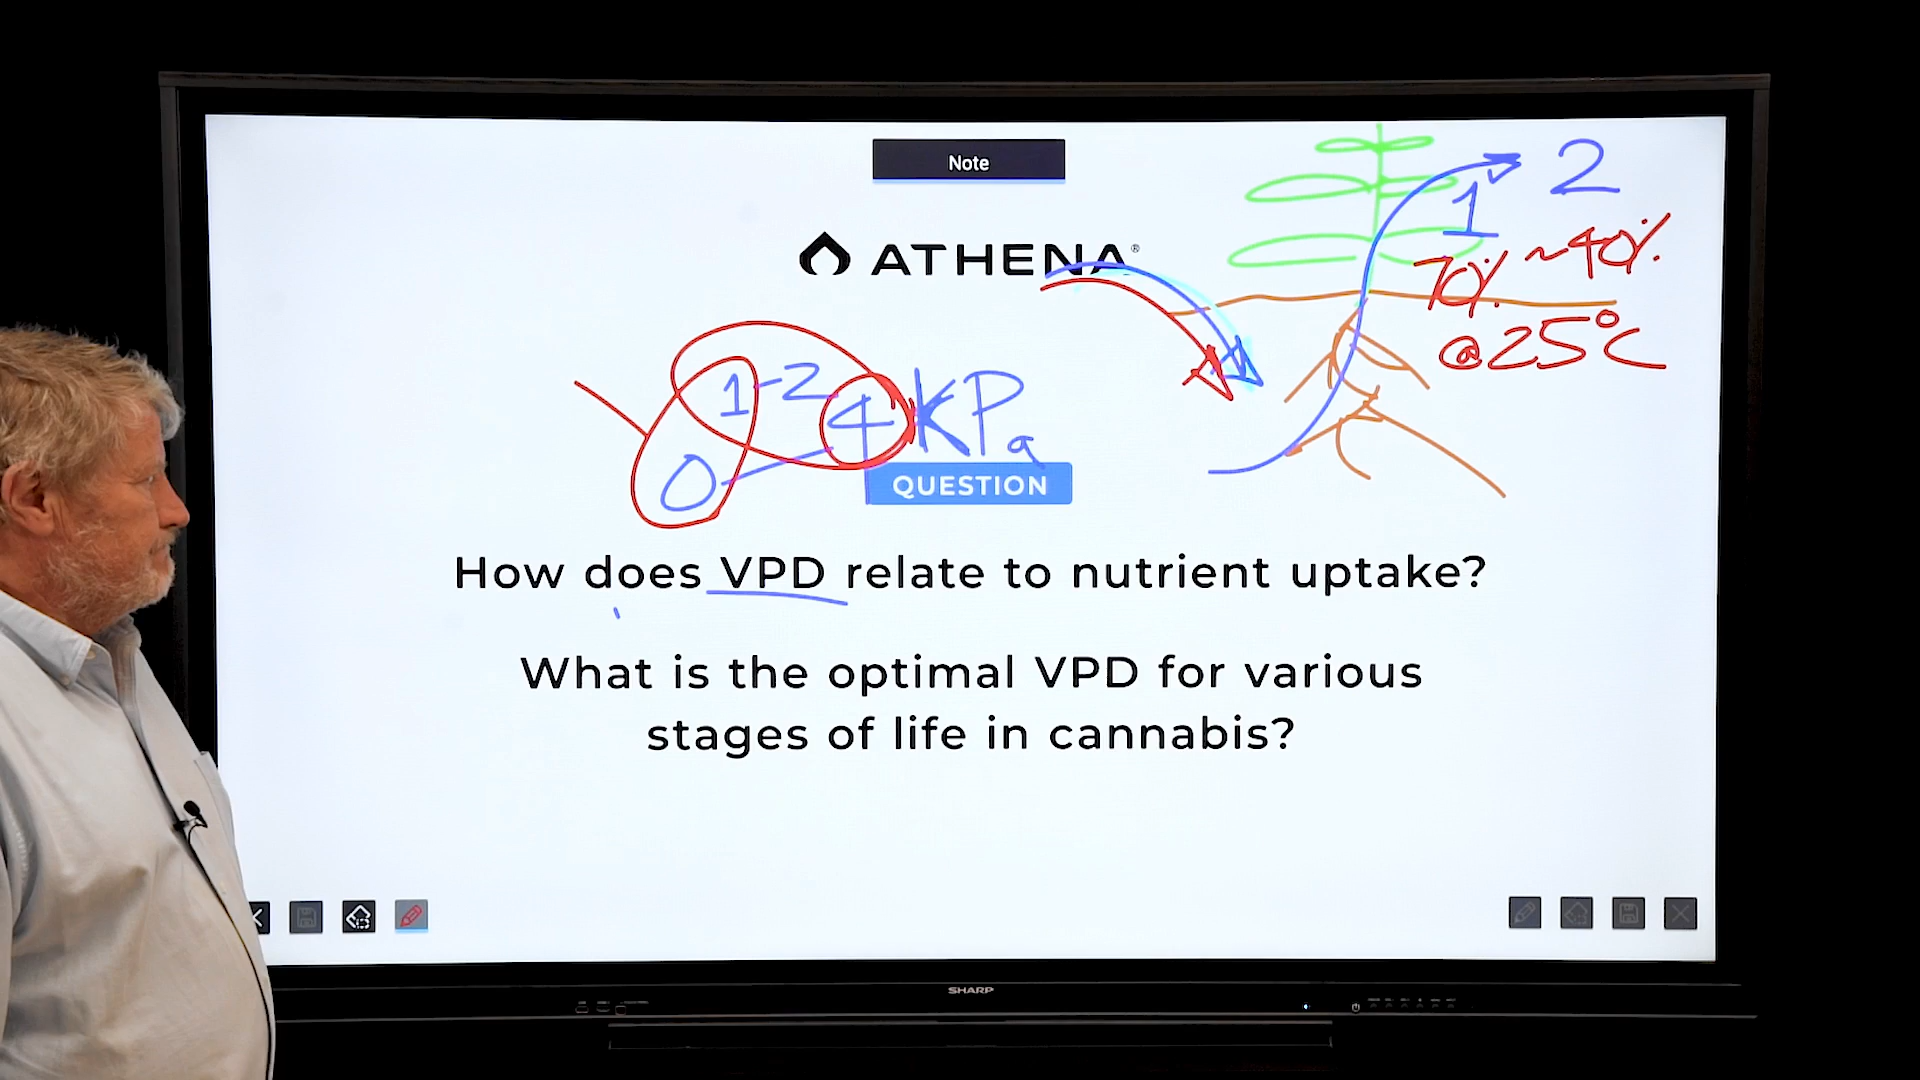 Note
ATHENA®
2
1
70% ~40%
@25°C
1-2
4 KPa
0
QUESTION
How does VPD relate to nutrient uptake?
What is the optimal VPD for various
stages of life in cannabis?
SHARP